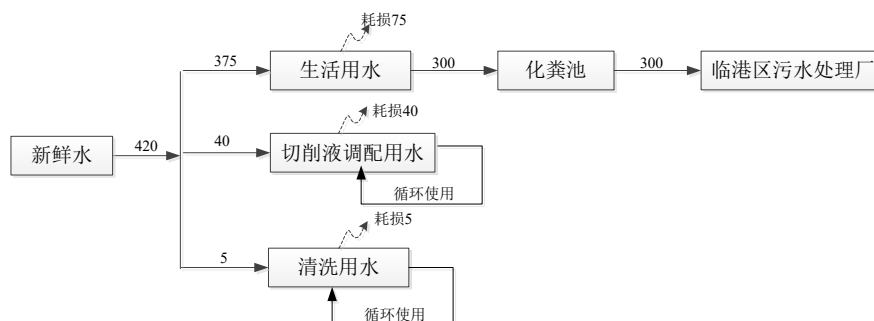 耗损75
375
生活用水
300
化粪池
300
临港区污水处理厂
耗损40
新鲜水
420
40
切削液调配用水
循环使用
耗损5
5
清洗用水
循环使用